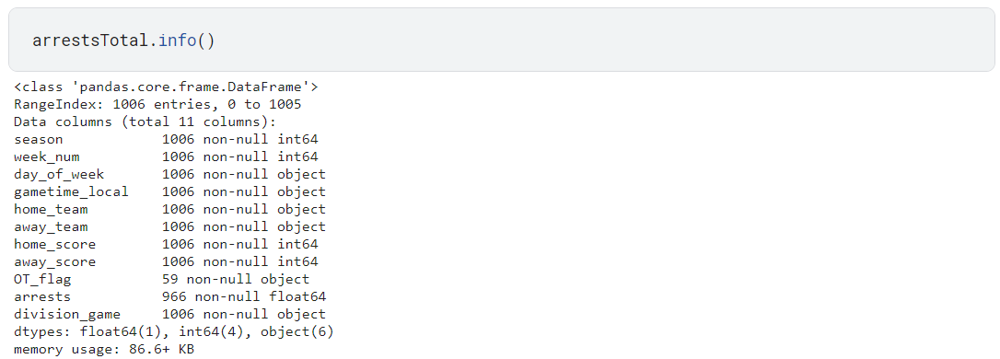 arrestsTotal.info()
<class 'pandas.core.frame.DataFrame'>
RangeIndex: 1006 entries, 0 to 1005
Data columns (total 11 columns):
season            1006 non-null int64
week_num          1006 non-null int64
day_of_week       1006 non-null object
gametime_local    1006 non-null object
home_team         1006 non-null object
away_team         1006 non-null object
home_score        1006 non-null int64
away_score        1006 non-null int64
OT_flag           59 non-null object
arrests           966 non-null float64
division_game     1006 non-null object
dtypes: float64(1), int64(4), object(6)
memory usage: 86.6+ KB